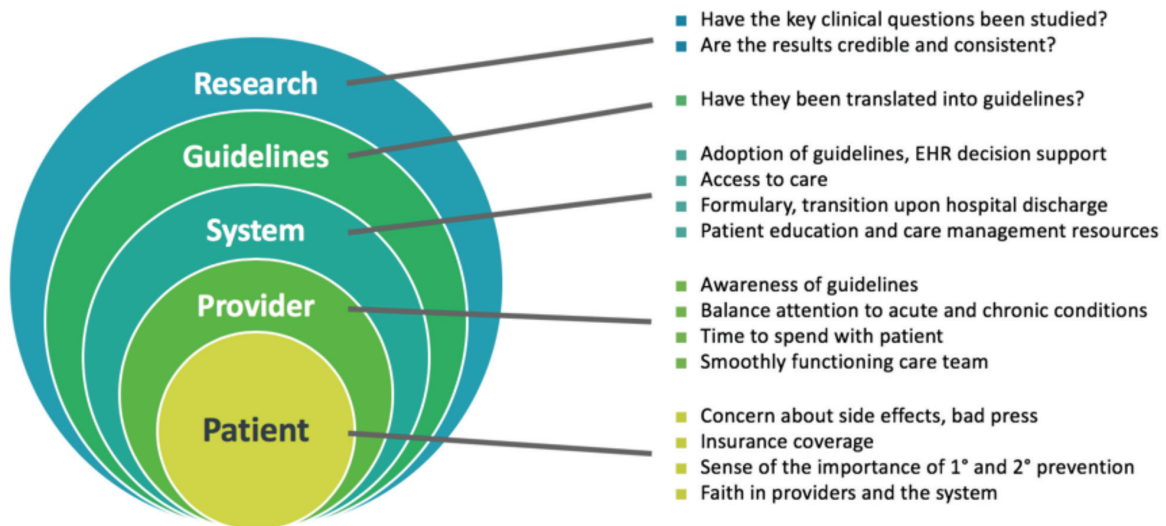 Research
Guidelines
System
Provider
Patient
Have the key clinical questions been studied?
Are the results credible and consistent?
Have they been translated into guidelines?
Adoption of guidelines, EHR decision support
Access to care
Formulary, transition upon hospital discharge
Patient education and care management resources
Awareness of guidelines
Balance attention to acute and chronic conditions
Time to spend with patient
Smoothly functioning care team
Concern about side effects, bad press
Insurance coverage
Sense of the importance of 1° and 2° prevention
Faith in providers and the system